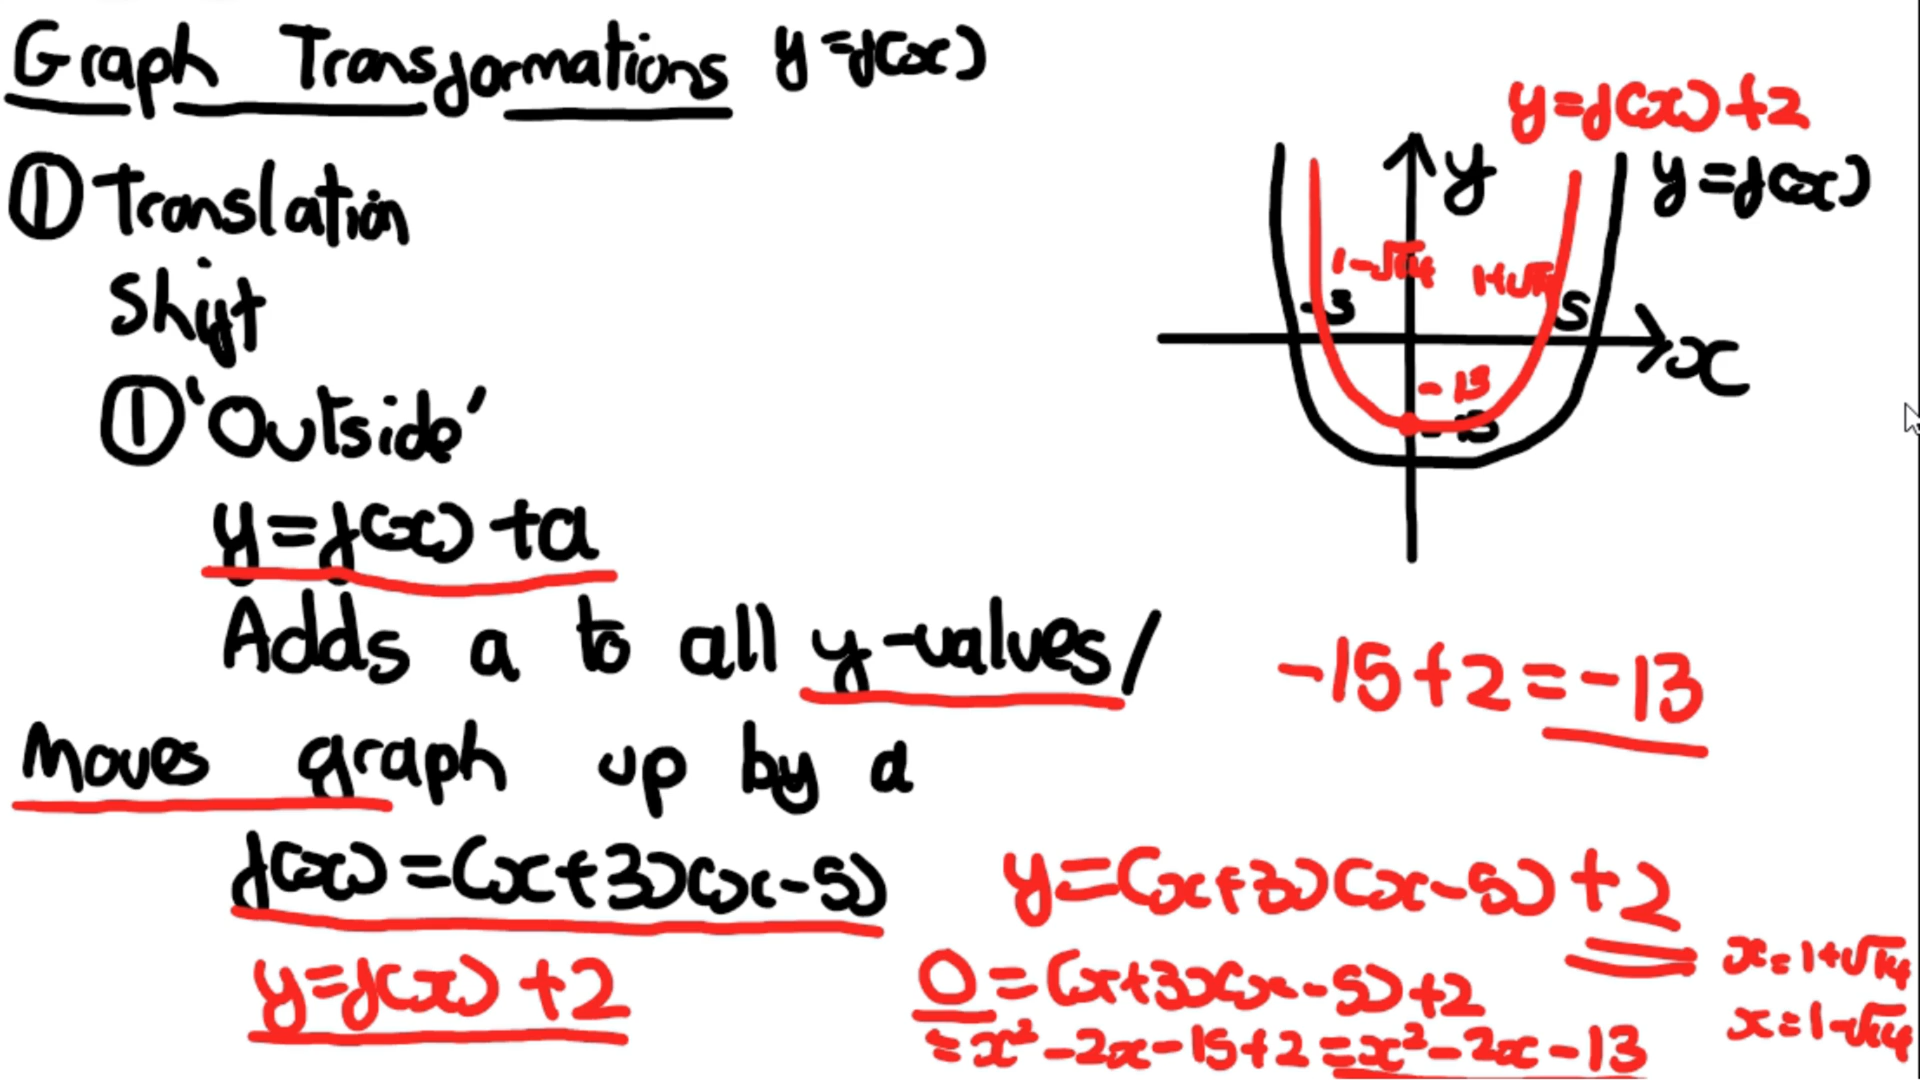 Graph Transformations y=f(x)
① Translation
Shift
① 'Outside'
y=f(x)+a
Adds a to all y-values/
Moves graph up by a
f(x)=(x+3)(x-5)
y=f(x)+2
y=f(x)+2
y
y=f(x)
1-√14
1+√14
-3
5
x
-13
-15
-15+2=-13
y=(x+3)(x-5)+2
0=(x+3)(x-5)+2
=x²-2x-15+2=x²-2x-13
x=1+√14
x=1-√14